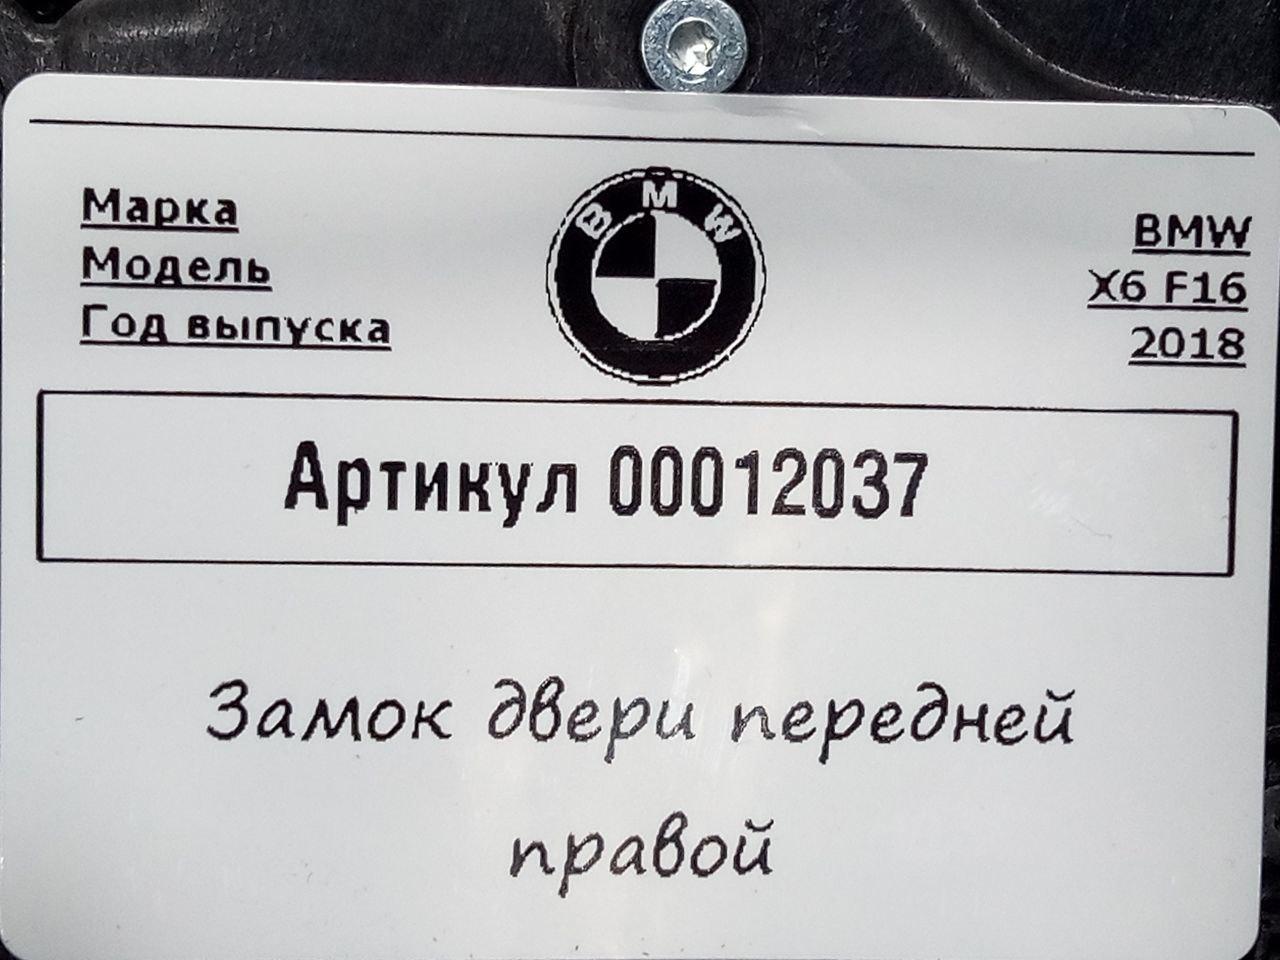 Марка BMW
Модель X6 F16
Год выпуска 2018
BMW
Артикул 00012037
Замок двери передней
правой